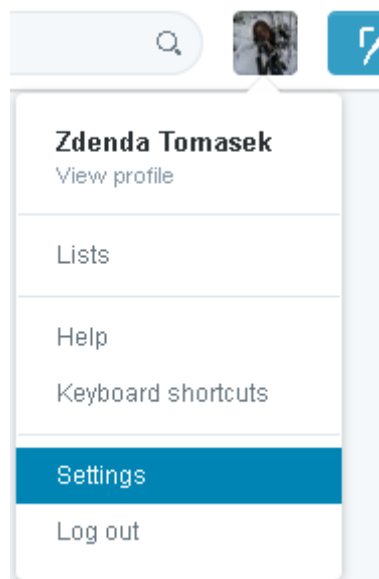 Zdenda Tomasek
View profile
Lists
Help
Keyboard shortcuts
Settings
Log out